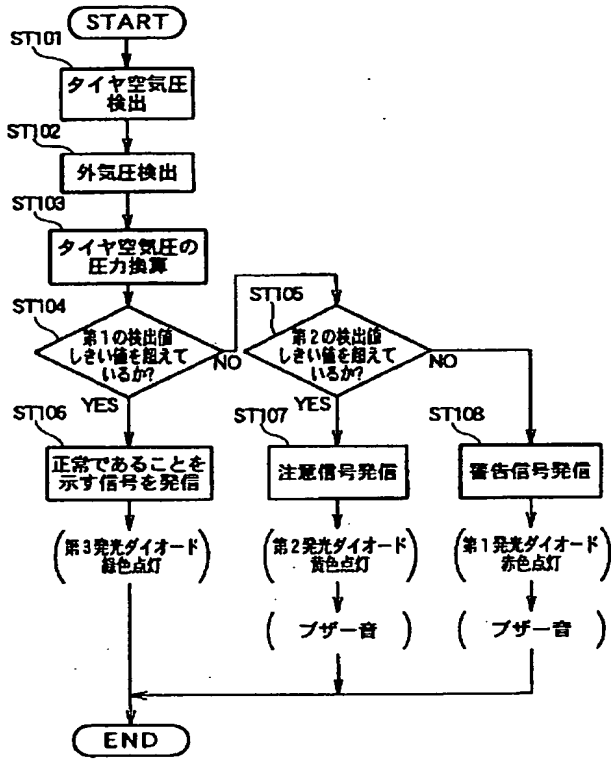 START
ST101
タイヤ空気圧
検出
ST102
外気圧検出
ST103
タイヤ空気圧の
圧力換算
ST104
第1の検出値
しきい値を超えて
いるか?
NO
YES
ST105
第2の検出値
しきい値を超えて
いるか?
NO
YES
ST106
正常であることを
示す信号を発信
ST107
注意信号発信
ST108
警告信号発信
(第3発光ダイオード
緑色点灯)
(第2発光ダイオード
黄色点灯)
(第1発光ダイオード
赤色点灯)
(ブザー音)
(ブザー音)
END